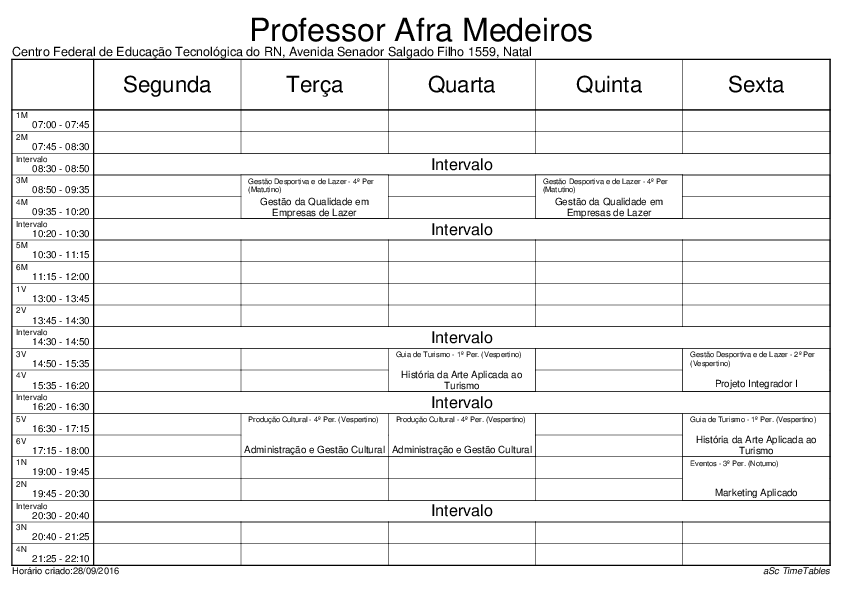 Professor Afra Medeiros
Centro Federal de Educação Tecnológica do RN, Avenida Senador Salgado Filho 1559, Natal
Segunda Terça Quarta Quinta Sexta
1M
07:00 - 07:45
2M
07:45 - 08:30
Intervalo
08:30 - 08:50
Intervalo
3M
08:50 - 09:35
Gestão Desportiva e de Lazer - 4º Per
(Matutino)
Gestão da Qualidade em
Empresas de Lazer
Gestão Desportiva e de Lazer - 4º Per
(Matutino)
Gestão da Qualidade em
Empresas de Lazer
4M
09:35 - 10:20
Intervalo
10:20 - 10:30
Intervalo
5M
10:30 - 11:15
6M
11:15 - 12:00
1V
13:00 - 13:45
2V
13:45 - 14:30
Intervalo
14:30 - 14:50
Intervalo
3V
14:50 - 15:35
Guia de Turismo - 1º Per. (Vespertino)
História da Arte Aplicada ao
Turismo
Gestão Desportiva e de Lazer - 2º Per
(Vespertino)
Projeto Integrador I
4V
15:35 - 16:20
Intervalo
16:20 - 16:30
Intervalo
5V
16:30 - 17:15
Produção Cultural - 4º Per. (Vespertino)
Administração e Gestão Cultural
Produção Cultural - 4º Per. (Vespertino)
Administração e Gestão Cultural
Guia de Turismo - 1º Per. (Vespertino)
História da Arte Aplicada ao
Turismo
6V
17:15 - 18:00
1N
19:00 - 19:45
Eventos - 3º Per. (Noturno)
Marketing Aplicado
2N
19:45 - 20:30
Intervalo
20:30 - 20:40
Intervalo
3N
20:40 - 21:25
4N
21:25 - 22:10
Horário criado:28/09/2016
aSc TimeTables